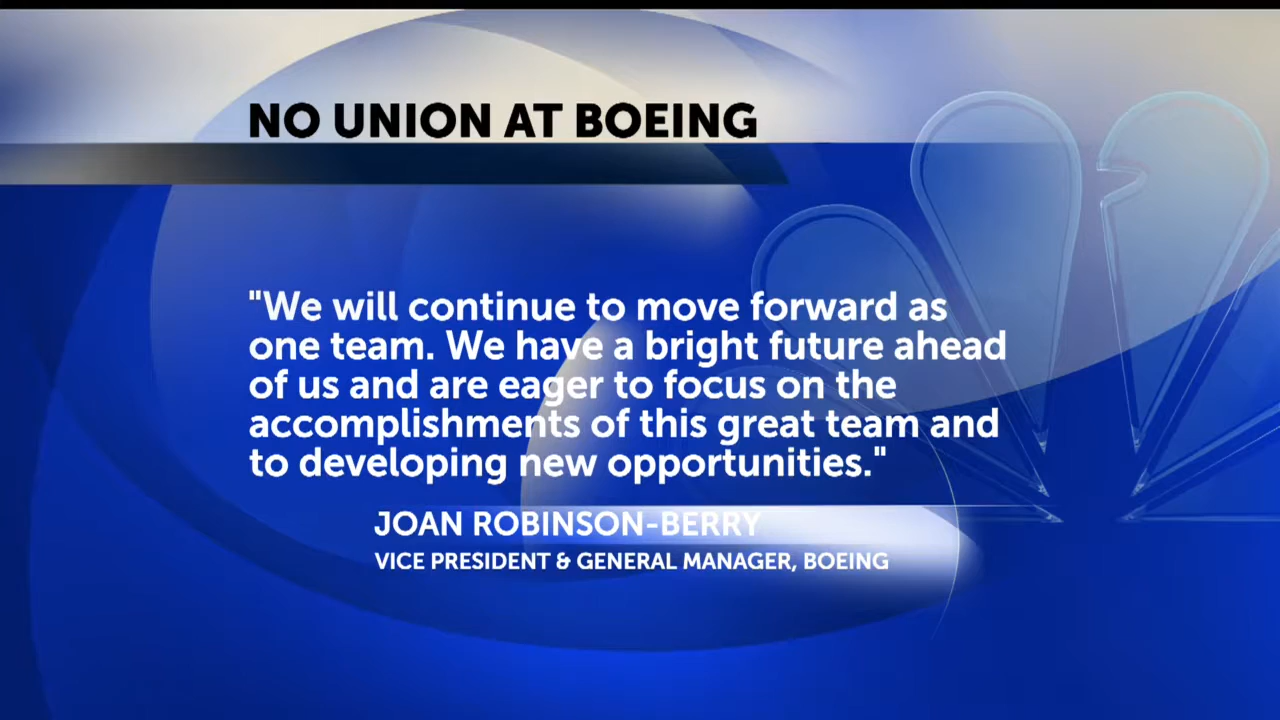 NO UNION AT BOEING
"We will continue to move forward as
one team. We have a bright future ahead
of us and are eager to focus on the
accomplishments of this great team and
to developing new opportunities."
JOAN ROBINSON-BERRY
VICE PRESIDENT & GENERAL MANAGER, BOEING